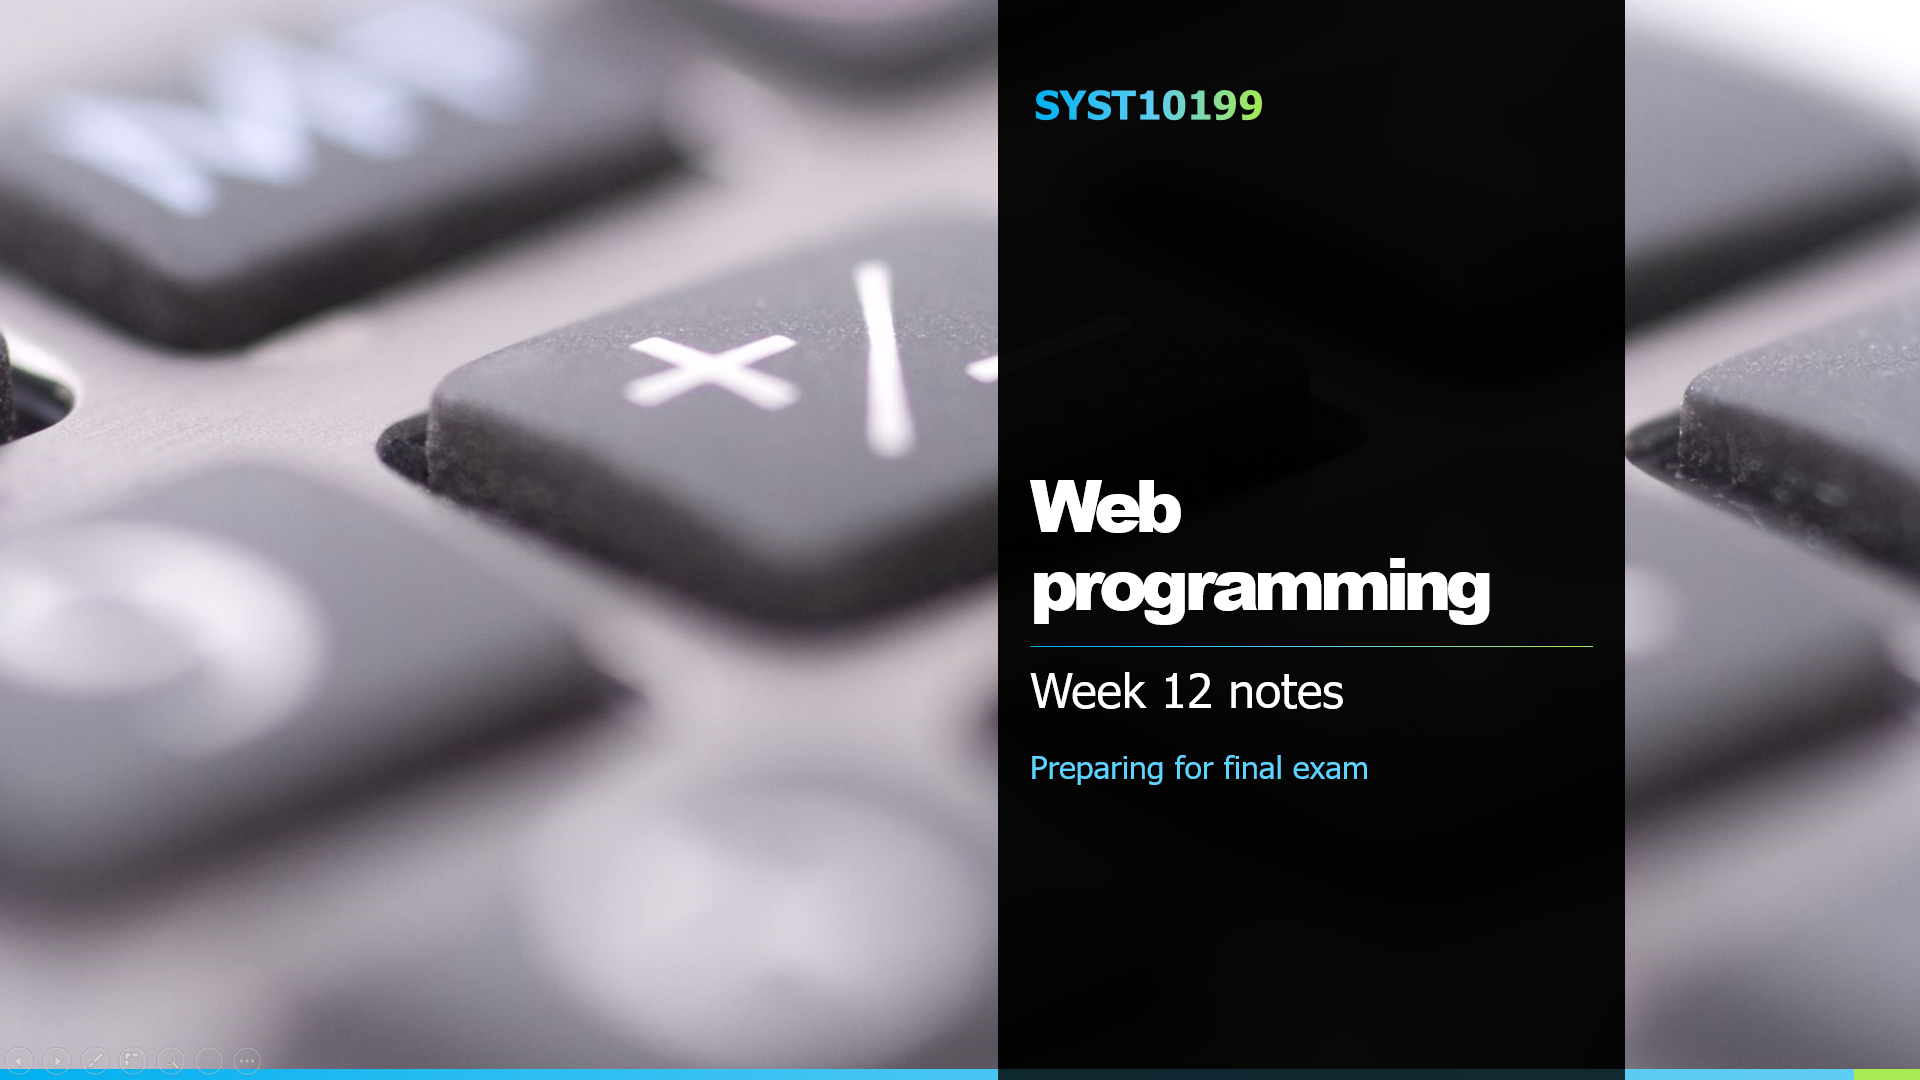 SYST10199
Web
programming
Week 12 notes
Preparing for final exam